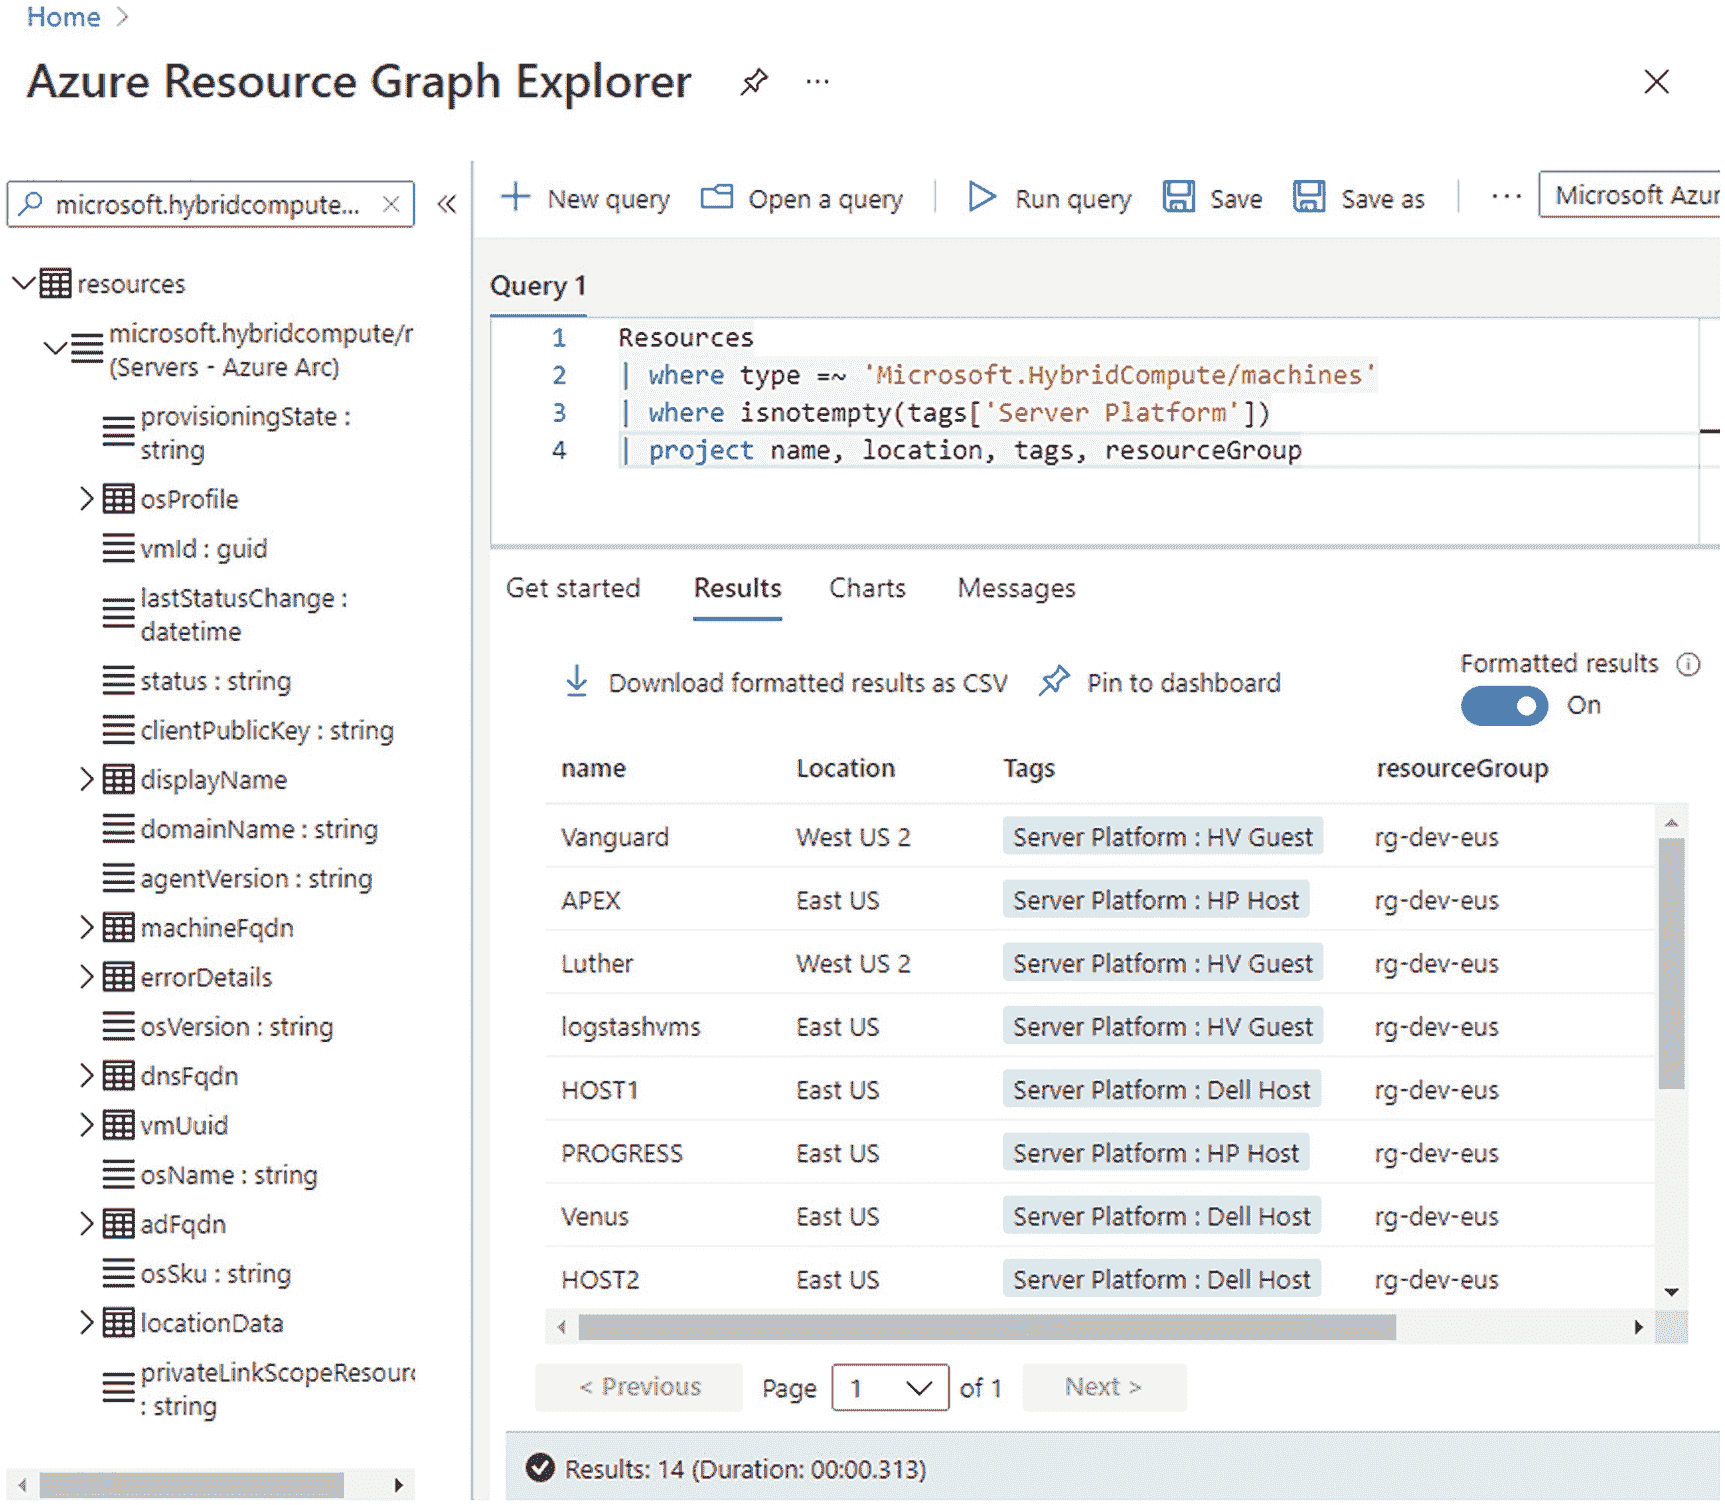 Home >
Azure Resource Graph Explorer
microsoft.hybridcompute...
resources
microsoft.hybridcompute/r
(Servers - Azure Arc)
provisioningState :
string
osProfile
vmId : guid
lastStatusChange :
datetime
status : string
clientPublicKey : string
displayName
domainName : string
agentVersion : string
machineFqdn
errorDetails
osVersion : string
dnsFqdn
vmUuid
osName : string
adFqdn
osSku : string
locationData
privateLinkScopeResourc
: string
New query Open a query Run query Save Save as ... Microsoft Azur
Query 1
1 Resources
2 | where type =~ 'Microsoft.HybridCompute/machines'
3 | where isnotempty(tags['Server Platform'])
4 | project name, location, tags, resourceGroup
Get started Results Charts Messages
Download formatted results as CSV Pin to dashboard
Formatted results
On
name Location Tags resourceGroup
Vanguard West US 2 Server Platform : HV Guest rg-dev-eus
APEX East US Server Platform : HP Host rg-dev-eus
Luther West US 2 Server Platform : HV Guest rg-dev-eus
logstashvms East US Server Platform : HV Guest rg-dev-eus
HOST1 East US Server Platform : Dell Host rg-dev-eus
PROGRESS East US Server Platform : HP Host rg-dev-eus
Venus East US Server Platform : Dell Host rg-dev-eus
HOST2 East US Server Platform : Dell Host rg-dev-eus
< Previous Page 1 of 1 Next >
Results: 14 (Duration: 00:00.313)